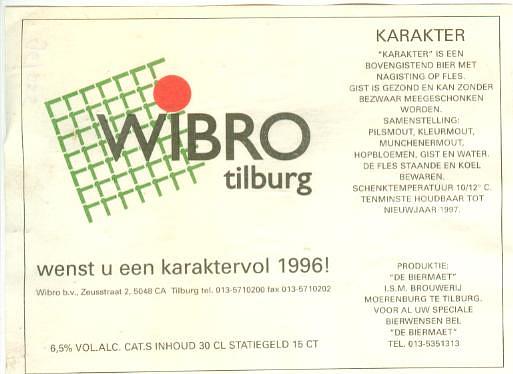 WIBRO
tilburg
wenst u een karaktervol 1996!
Wibro b.v., Zeusstraat 2, 5048 CA Tilburg tel. 013-5710200 fax 013-5710202
6,5% VOL.ALC. CAT.S INHOUD 30 CL STATIEGELD 15 CT
KARAKTER
"KARAKTER" IS EEN
BOVENGISTEND BIER MET
NAGISTING OP FLES.
GIST IS GEZOND EN KAN ZONDER
BEZWAAR MEEGESCHONKEN
WORDEN.
SAMENSTELLING:
PILSMOUT, KLEURMOUT,
MUNCHENERMOUT,
HOPBLOEMEN, GIST EN WATER.
DE FLES STAANDE EN KOEL
BEWAREN.
SCHENKTEMPERATUUR 10/12° C.
TENMINSTE HOUDBAAR TOT
NIEUWJAAR 1997.
PRODUKTIE:
"DE BIERMAET"
I.S.M. BROUWERIJ
MOERENBURG TE TILBURG.
VOOR AL UW SPECIALE
BIERWENSEN BEL
"DE BIERMAET"
TEL. 013-5351313